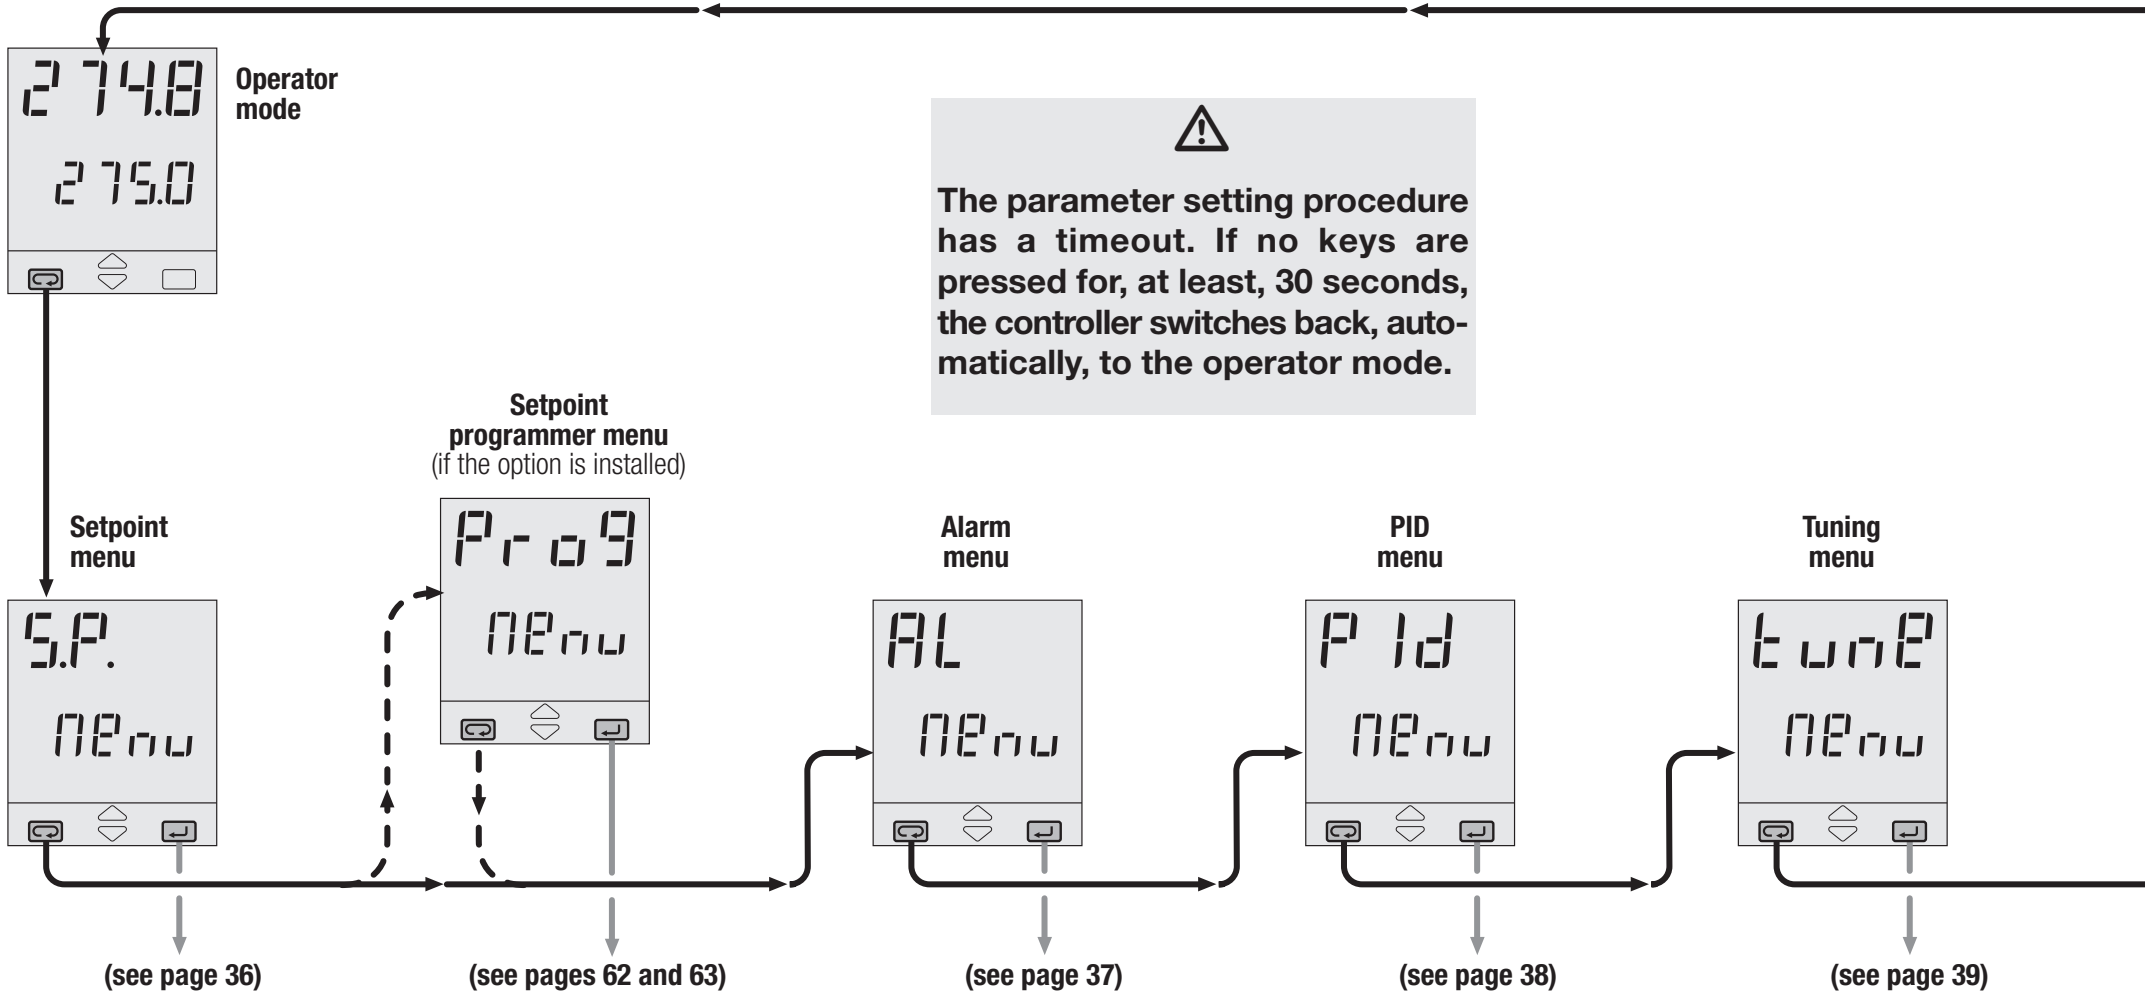 274.8
275.0
Operator
mode
The parameter setting procedure
has a timeout. If no keys are
pressed for, at least, 30 seconds,
the controller switches back, auto-
matically, to the operator mode.
Setpoint
menu
S.P.
MEnu
(see page 36)
Setpoint
programmer menu
(if the option is installed)
Prog
MEnu
(see pages 62 and 63)
Alarm
menu
AL
MEnu
(see page 37)
PID
menu
PId
MEnu
(see page 38)
Tuning
menu
tunE
MEnu
(see page 39)